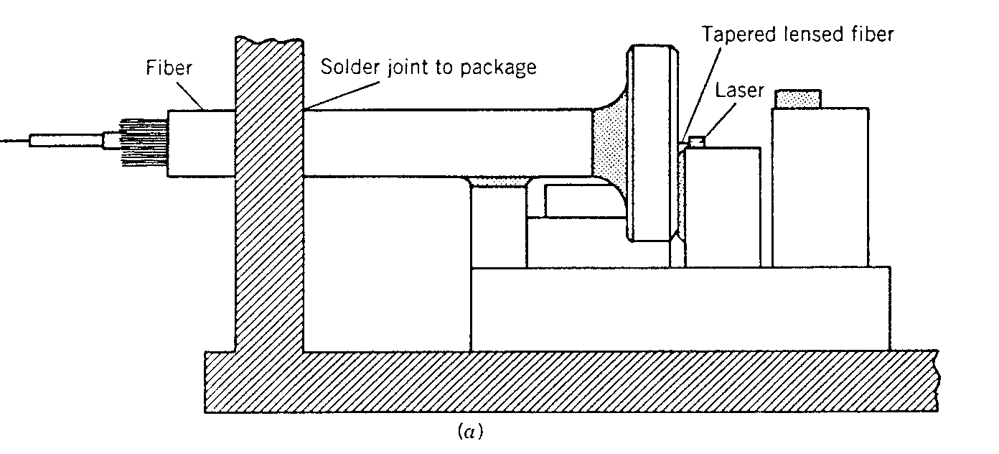 Tapered lensed fiber
Fiber
Solder joint to package
Laser
(a)